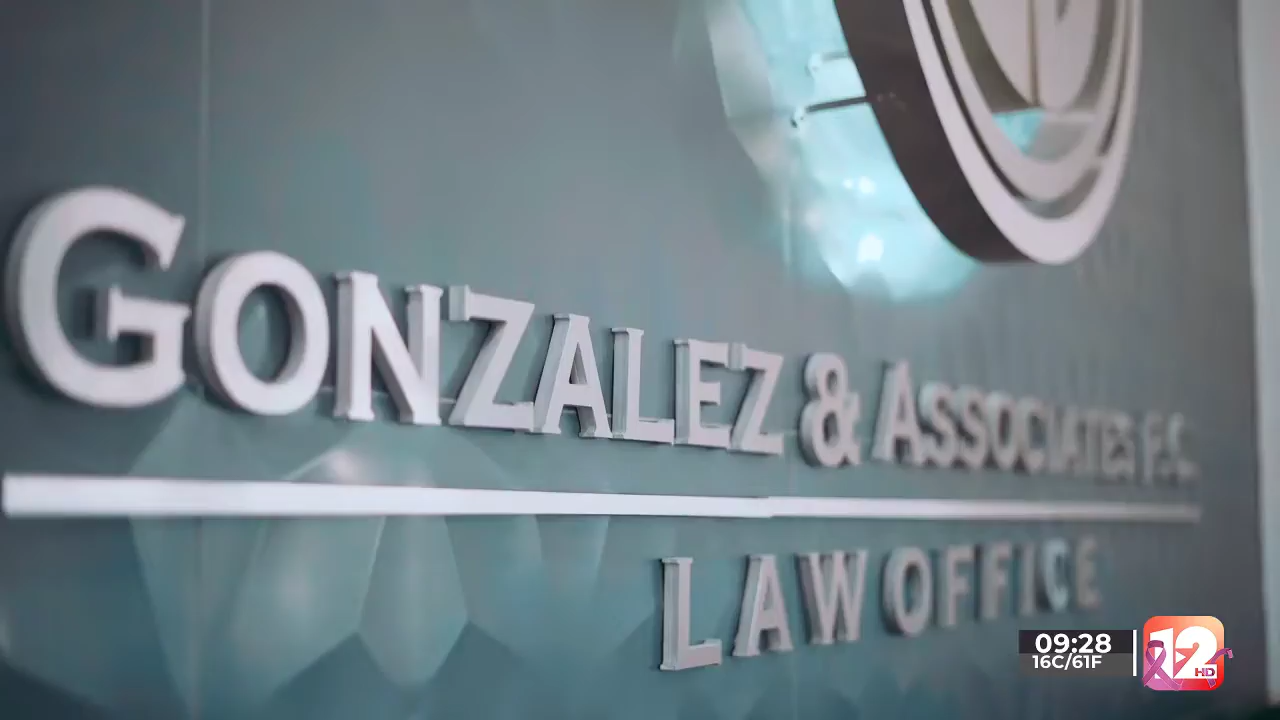 GONZALEZ & ASSOCIATES P.C.
LAW OFFICE
09:28
16C/61F
12
HD